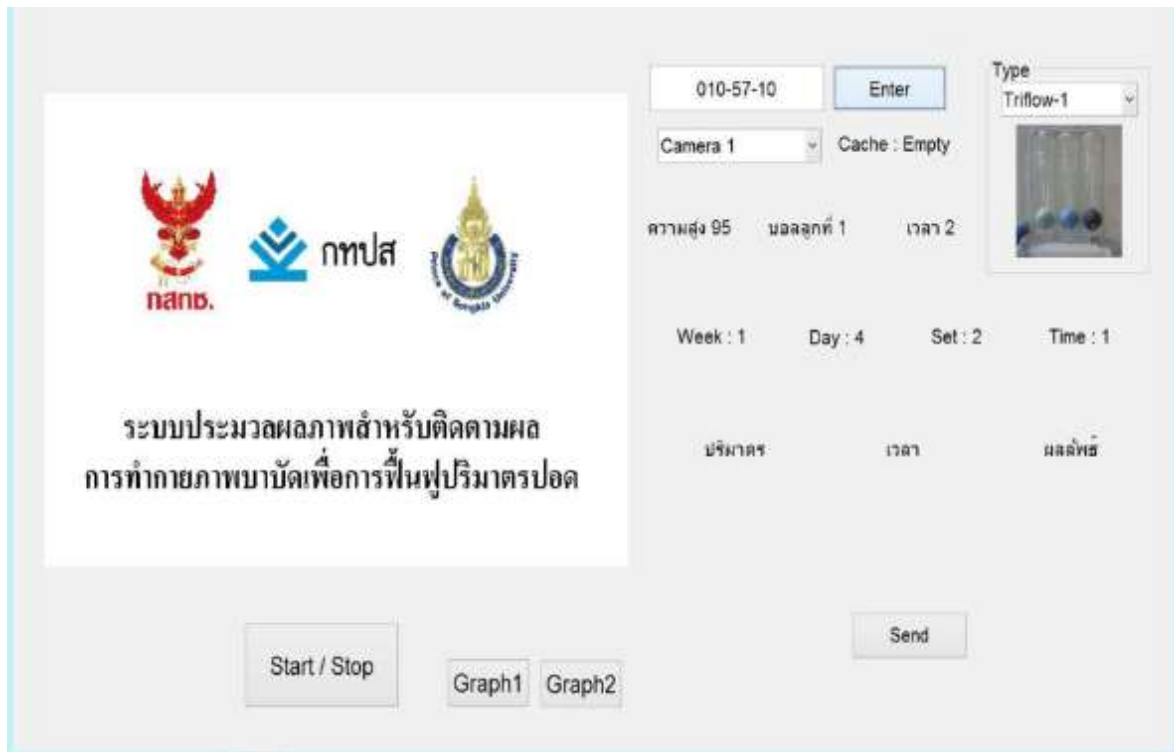 010-57-10
Enter
Type
Triflow-1
Camera 1
Cache : Empty
กสทช.
กทปส
Prince of Songkla University
ความสูง 95 บอลลูกที่ 1 เวลา 2
Week : 1 Day : 4 Set : 2 Time : 1
ระบบประมวลผลภาพสำหรับติดตามผล
การทำกายภาพบาบัดเพื่อการฟื้นฟูปริมาตรปอด
ปริมาตร เวลา ผลลัพธ์
Start / Stop
Graph1 Graph2
Send